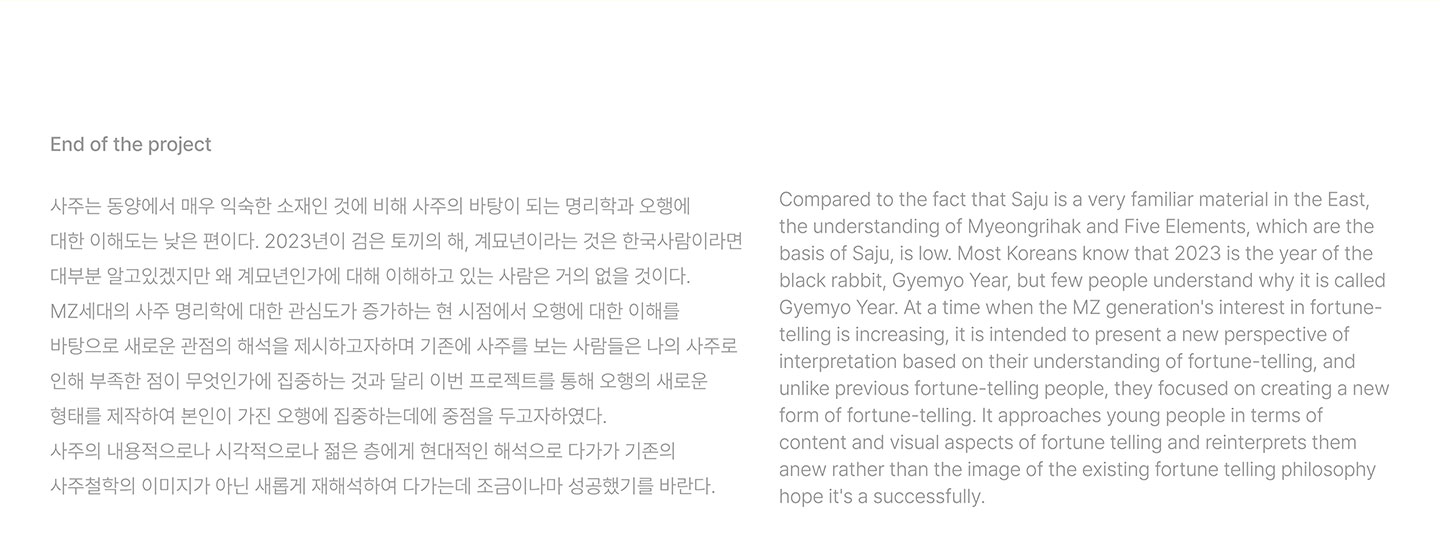 End of the project
사주는 동양에서 매우 익숙한 소재인 것에 비해 사주의 바탕이 되는 명리학과 오행에
대한 이해도는 낮은 편이다. 2023년이 검은 토끼의 해, 계묘년이라는 것은 한국사람이라면
대부분 알고있겠지만 왜 계묘년인가에 대해 이해하고 있는 사람은 거의 없을 것이다.
MZ세대의 사주 명리학에 대한 관심도가 증가하는 현 시점에서 오행에 대한 이해를
바탕으로 새로운 관점의 해석을 제시하고자하며 기존에 사주를 보는 사람들은 나의 사주로
인해 부족한 점이 무엇인가에 집중하는 것과 달리 이번 프로젝트를 통해 오행의 새로운
형태를 제작하여 본인이 가진 오행에 집중하는데에 중점을 두고자하였다.
사주의 내용적으로나 시각적으로나 젊은 층에게 현대적인 해석으로 다가가 기존의
사주철학의 이미지가 아닌 새롭게 재해석하여 다가는데 조금이나마 성공했기를 바란다.
Compared to the fact that Saju is a very familiar material in the East,
the understanding of Myeongrihak and Five Elements, which are the
basis of Saju, is low. Most Koreans know that 2023 is the year of the
black rabbit, Gyemyo Year, but few people understand why it is called
Gyemyo Year. At a time when the MZ generation's interest in fortune-
telling is increasing, it is intended to present a new perspective of
interpretation based on their understanding of fortune-telling, and
unlike previous fortune-telling people, they focused on creating a new
form of fortune-telling. It approaches young people in terms of
content and visual aspects of fortune telling and reinterprets them
anew rather than the image of the existing fortune telling philosophy
hope it's a successfully.